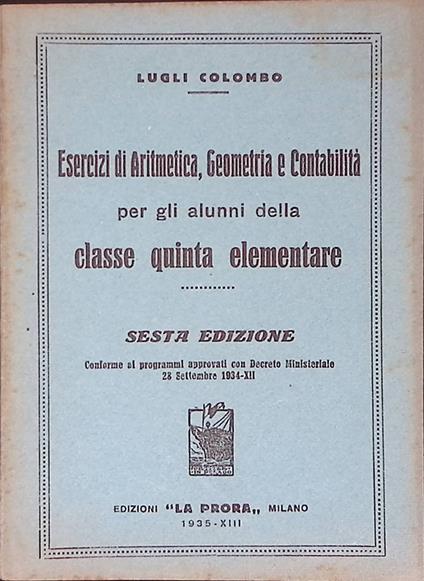 LUGLI COLOMBO
Esercizi di Aritmetica, Geometria e Contabilità
per gli alunni della
classe quinta elementare
SESTA EDIZIONE
Conforme ai programmi approvati con Decreto Ministeriale
28 Settembre 1934-XII
EDIZIONI "LA PRORA„ MILANO
1935-XIII